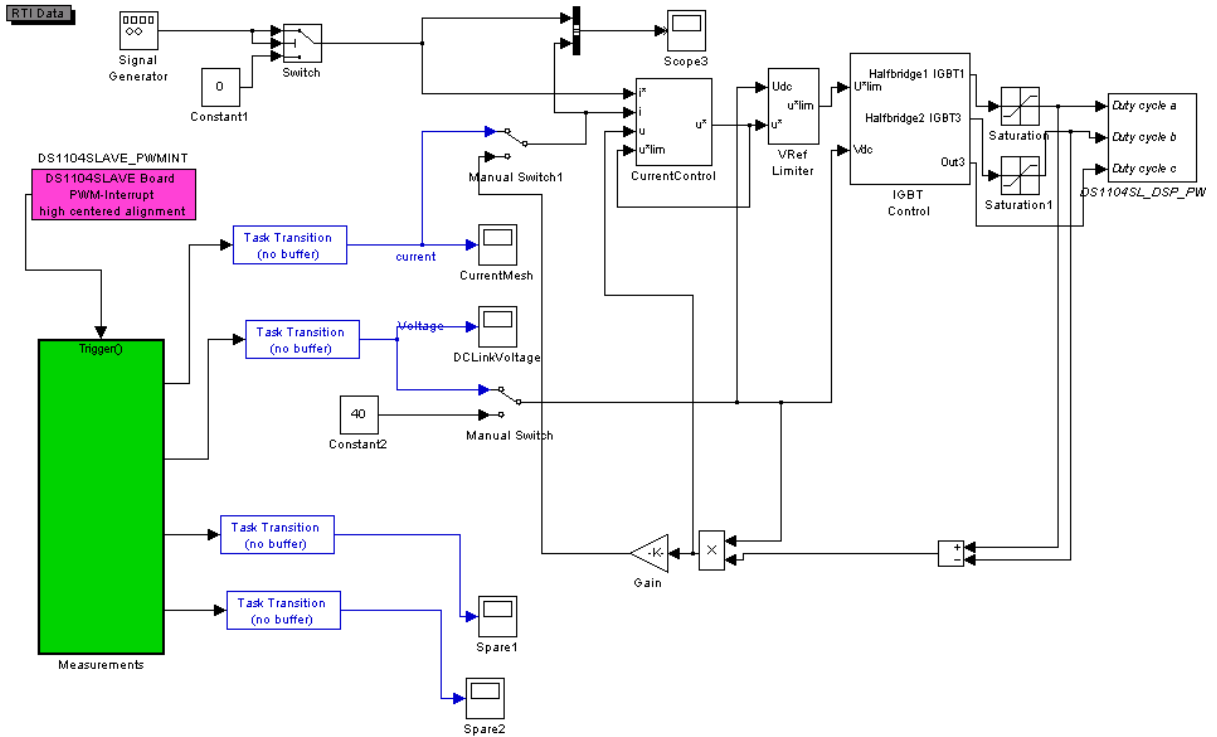 RTI Data
Signal
Generator
0
Constant1
Switch
Scope3
i*
i
u
u*lim
u*
CurrentControl
Udc
u*lim
u*
VRef
Limiter
Halfbridge1 IGBT1
U*lim
Halfbridge2 IGBT3
Vdc
Out3
IGBT
Control
Saturation
Saturation1
Duty cycle a
Duty cycle b
Duty cycle c
DS1104SL_DSP_PW
DS1104SLAVE_PWMINT
DS1104SLAVE Board
PWM-Interrupt
high centered alignment
Manual Switch1
Task Transition
(no buffer)
current
CurrentMesh
Task Transition
(no buffer)
Voltage
DCLinkVoltage
Trigger()
40
Constant2
Manual Switch
Task Transition
(no buffer)
-K-
Gain
×
+
−
Task Transition
(no buffer)
Spare1
Measurements
Spare2